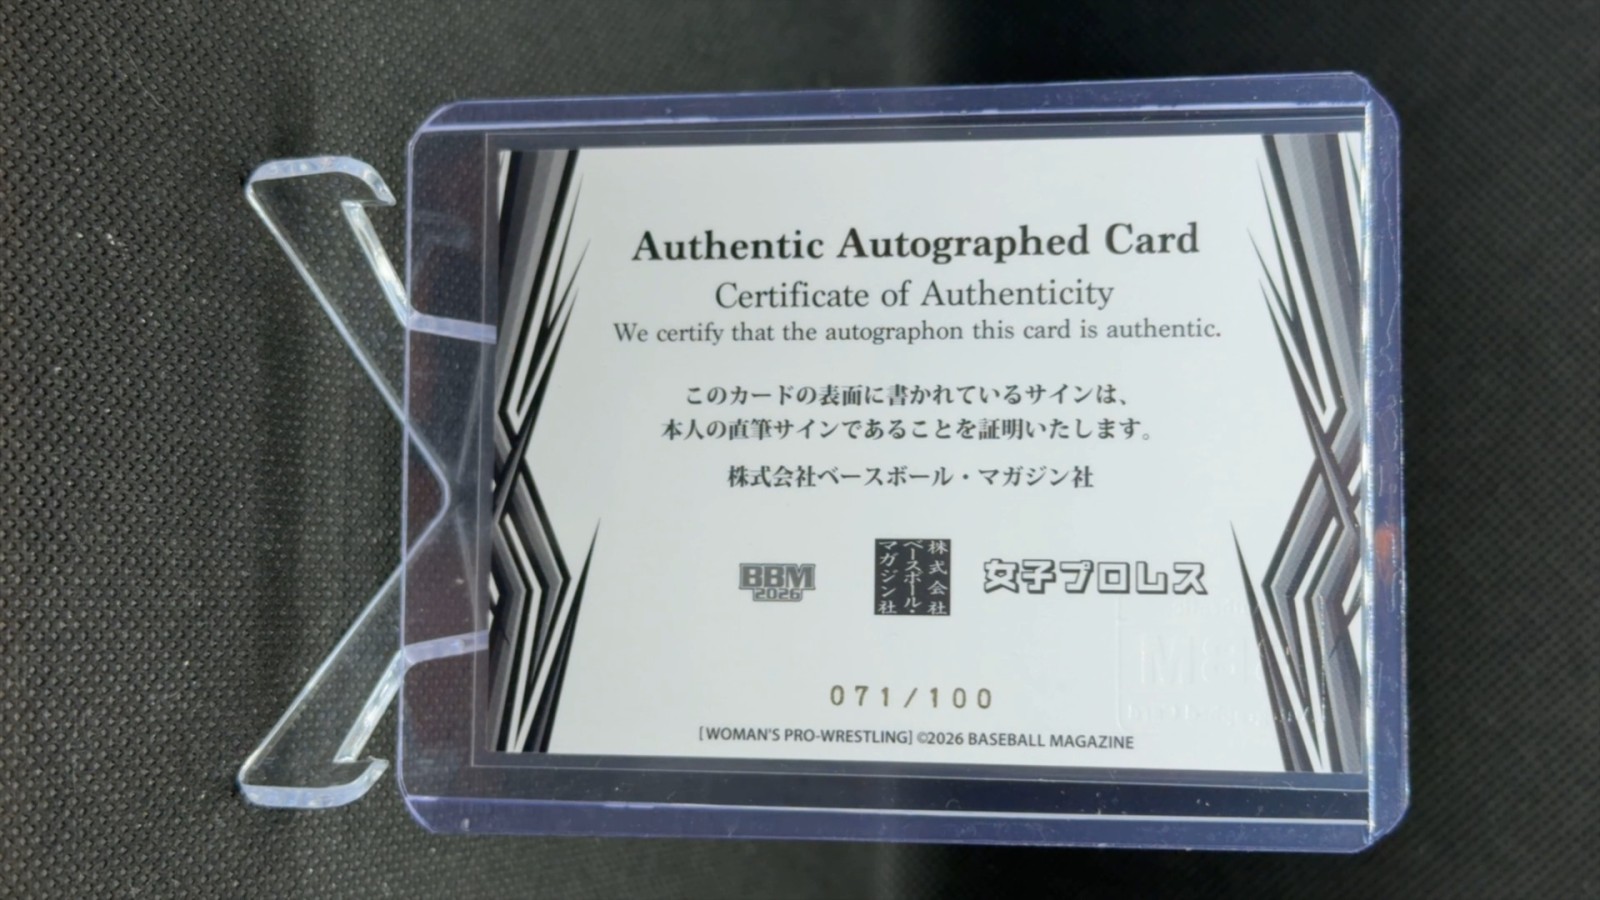 Authentic Autographed Card
Certificate of Authenticity
We certify that the autographon this card is authentic.
このカードの表面に書かれているサインは、
本人の直筆サインであることを証明いたします。
株式会社ベースボール・マガジン社
BBM
2026
株式会社
ベースボール・
マガジン社
女子プロレス
071/100
[WOMAN'S PRO-WRESTLING] ©2026 BASEBALL MAGAZINE